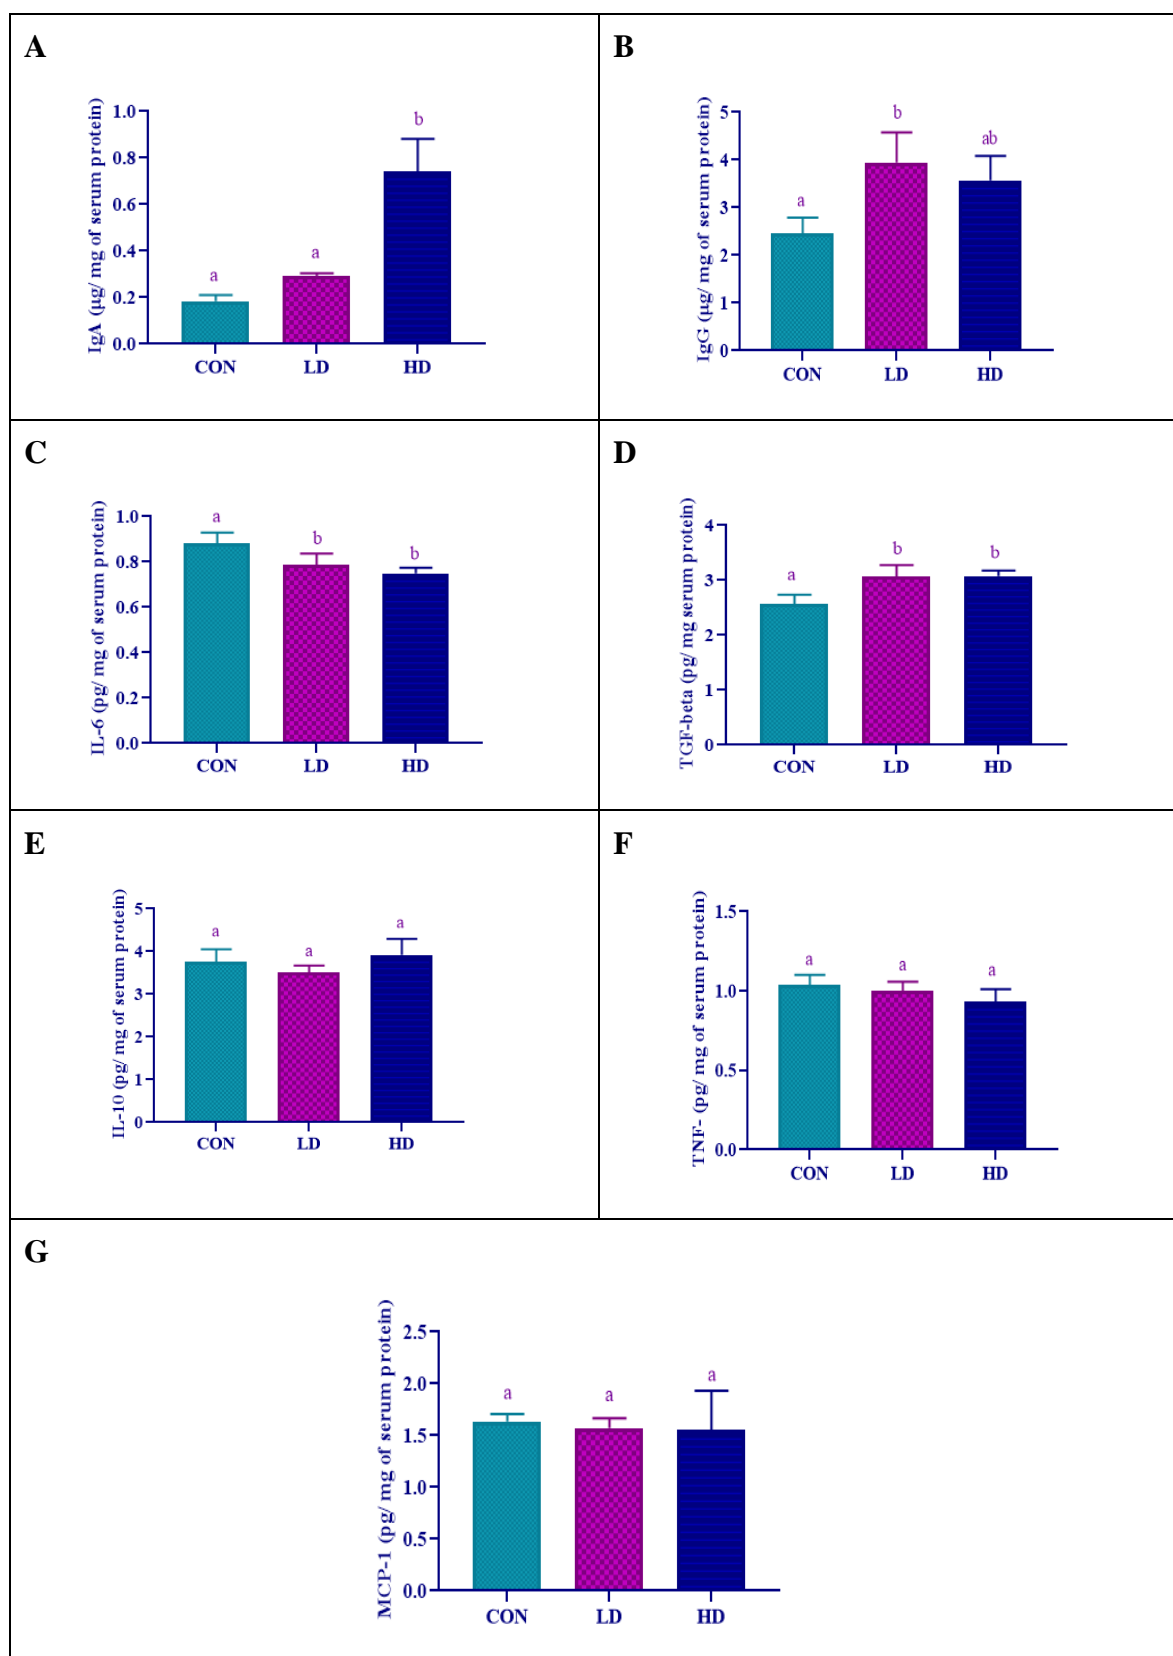 A
IgA (µg/ mg of serum protein)
1.0
0.8
0.6
0.4
0.2
0.0
a
a
b
CON LD HD
B
IgG (µg/ mg of serum protein)
5
4
3
2
1
0
a
b
ab
CON LD HD
C
IL-6 (pg/ mg of serum protein)
1.0
0.8
0.6
0.4
0.2
0.0
a
b
b
CON LD HD
D
TGF-beta (pg/ mg serum protein)
4
3
2
1
0
a
b
b
CON LD HD
E
IL-10 (pg/ mg of serum protein)
5
4
3
2
1
0
a
a
a
CON LD HD
F
TNF- (pg/ mg of serum protein)
1.5
1.0
0.5
0.0
a
a
a
CON LD HD
G
MCP-1 (pg/ mg of serum protein)
2.5
2.0
1.5
1.0
0.5
0.0
a
a
a
CON LD HD